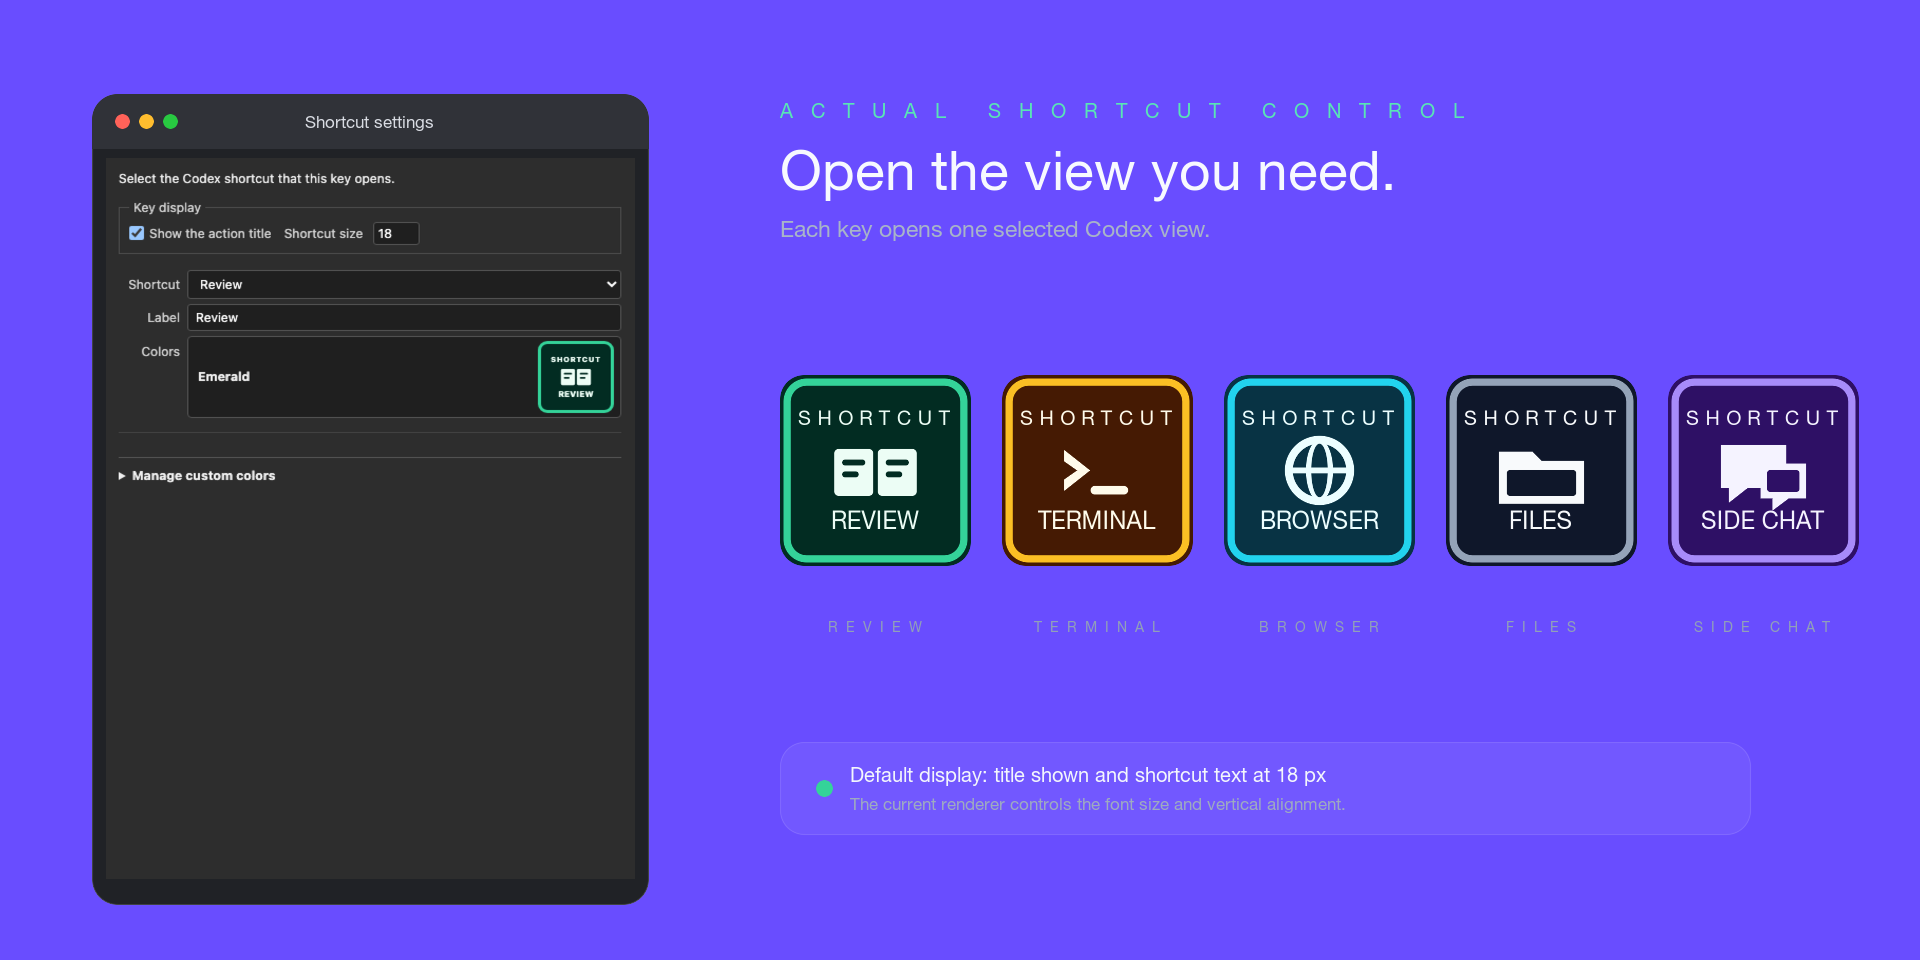 Shortcut settings
Select the Codex shortcut that this key opens.
Key display
Show the action title Shortcut size 18
Shortcut Review
Label Review
Colors
Emerald
SHORTCUT
REVIEW
Manage custom colors
ACTUAL SHORTCUT CONTROL
Open the view you need.
Each key opens one selected Codex view.
SHORTCUT SHORTCUT SHORTCUT SHORTCUT SHORTCUT
REVIEW TERMINAL BROWSER FILES SIDE CHAT
REVIEW TERMINAL BROWSER FILES SIDE CHAT
Default display: title shown and shortcut text at 18 px
The current renderer controls the font size and vertical alignment.